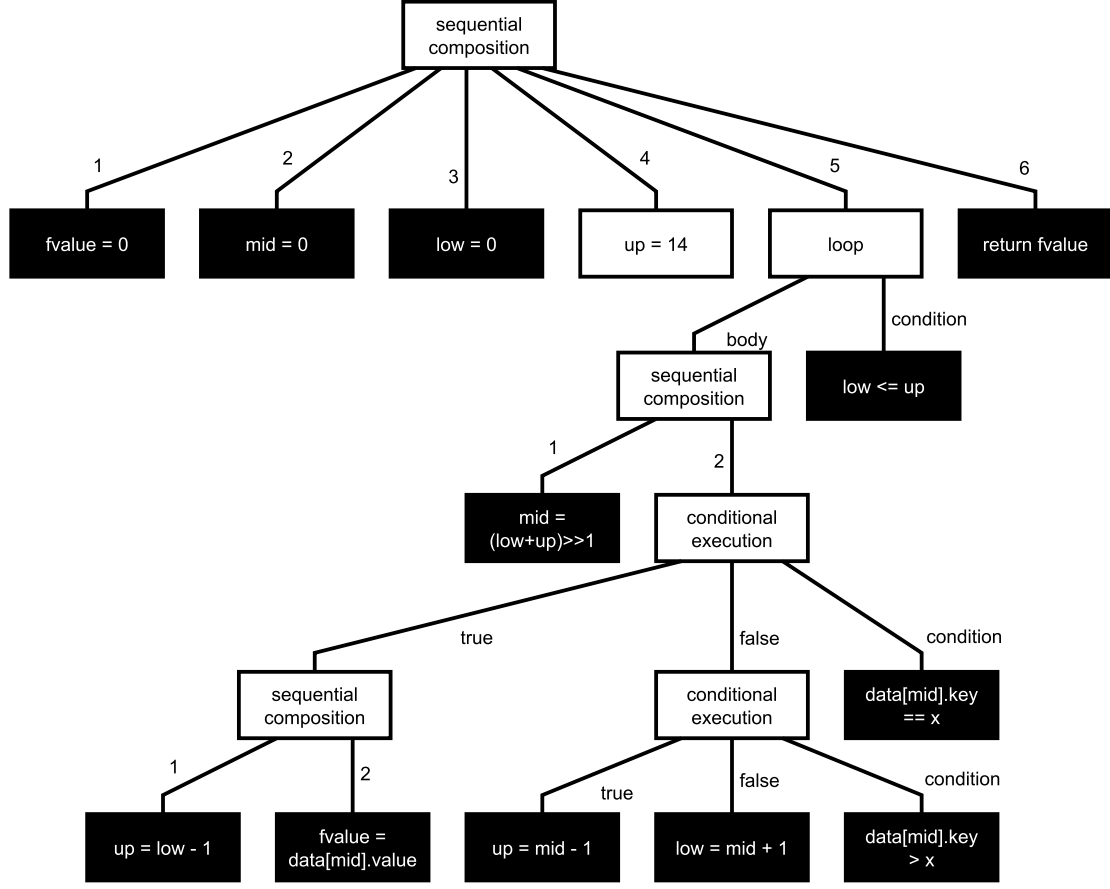 sequential
composition
1
2
3
4
5
6
fvalue = 0
mid = 0
low = 0
up = 14
loop
return fvalue
body
condition
sequential
composition
low <= up
1
2
mid =
(low+up)>>1
conditional
execution
true
false
condition
sequential
composition
conditional
execution
data[mid].key
== x
1
2
true
false
condition
up = low - 1
fvalue =
data[mid].value
up = mid - 1
low = mid + 1
data[mid].key
> x